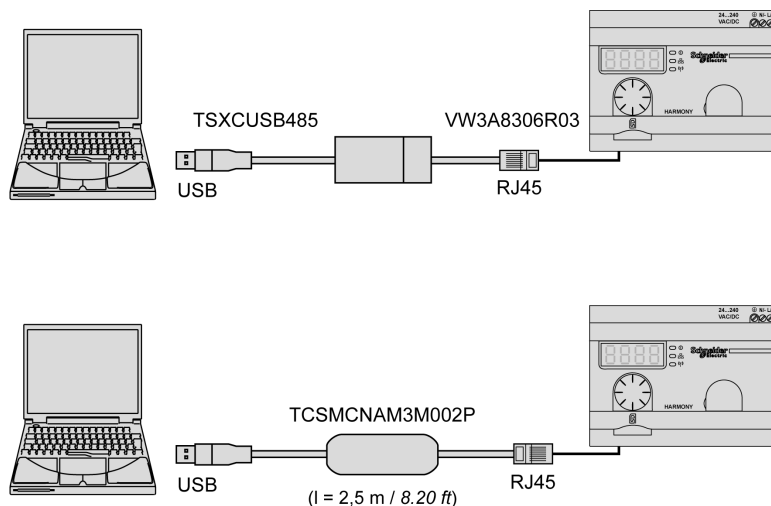 24...240
VAC/DC
Schneider
Electric
HARMONY
TSXCUSB485
VW3A8306R03
USB
RJ45
24...240
VAC/DC
Schneider
Electric
HARMONY
TCSMCNAM3M002P
USB
RJ45
(l = 2,5 m / 8.20 ft)